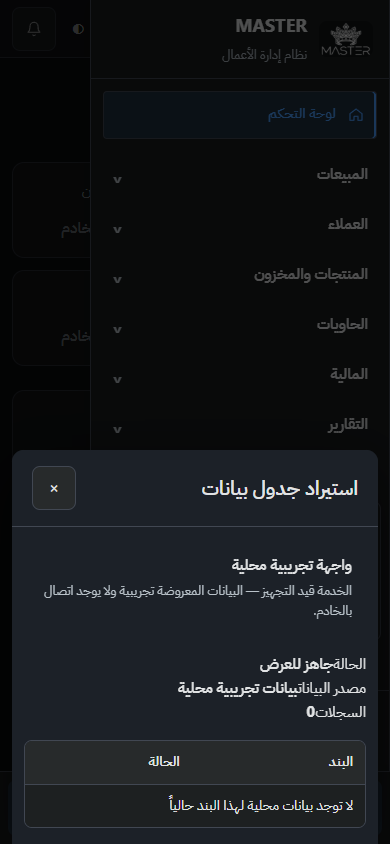 MASTER
MASTER
نظام إدارة الأعمال
لوحة التحكم
المبيعات
العملاء
المنتجات والمخزون
خادم
الحاويات
خادم
المالية
التقارير
استيراد جدول بيانات
×
واجهة تجريبية محلية
الخدمة قيد التجهيز — البيانات المعروضة تجريبية ولا يوجد اتصال
بالخادم.
الحالةجاهز للعرض
مصدر البياناتبيانات تجريبية محلية
السجلات0
البند الحالة
لا توجد بيانات محلية لهذا البند حالياً